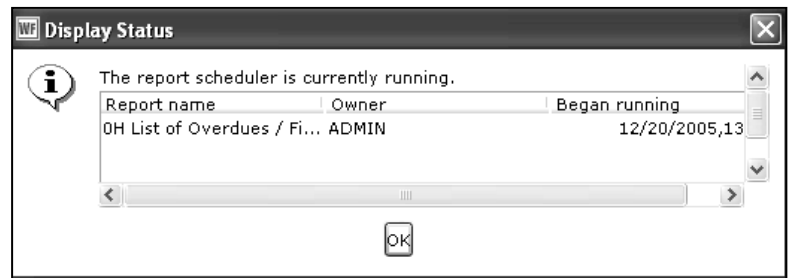 WF Display Status
i
The report scheduler is currently running.
Report name Owner Began running
0H List of Overdues / Fi... ADMIN 12/20/2005,13
OK